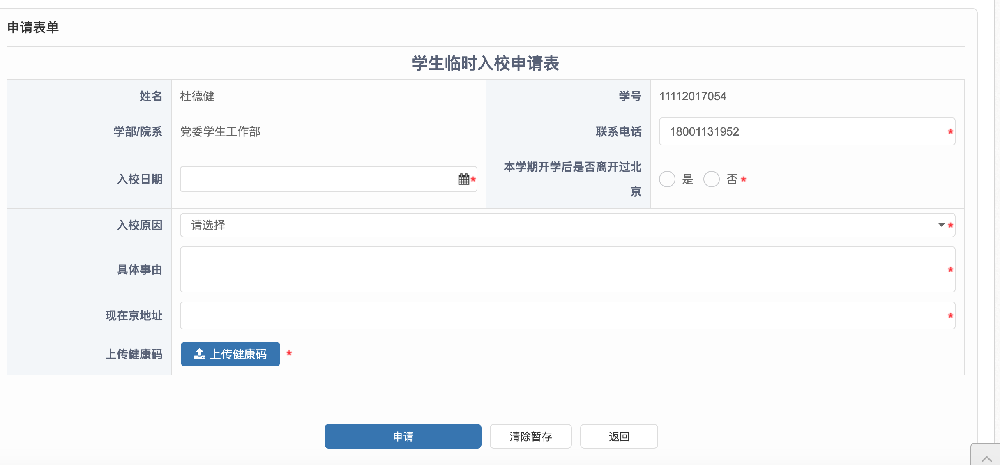 申请表单
学生临时入校申请表
姓名 杜德健 学号 11112017054
学部/院系 党委学生工作部 联系电话 18001131952 *
入校日期 * 本学期开学后是否离开过北
京 是 否 *
入校原因 请选择 *
具体事由 *
现在京地址 *
上传健康码 上传健康码 *
申请 清除暂存 返回